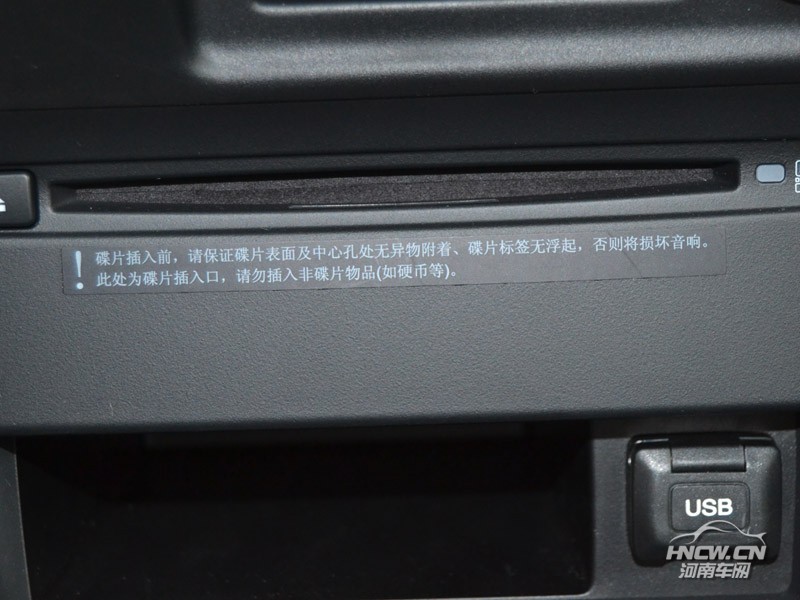 碟片插入前，请保证碟片表面及中心孔处无异物附着、碟片标签无浮起，否则将损坏音响。
此处为碟片插入口，请勿插入非碟片物品(如硬币等)。
USB
HNCW.CN
河南车网